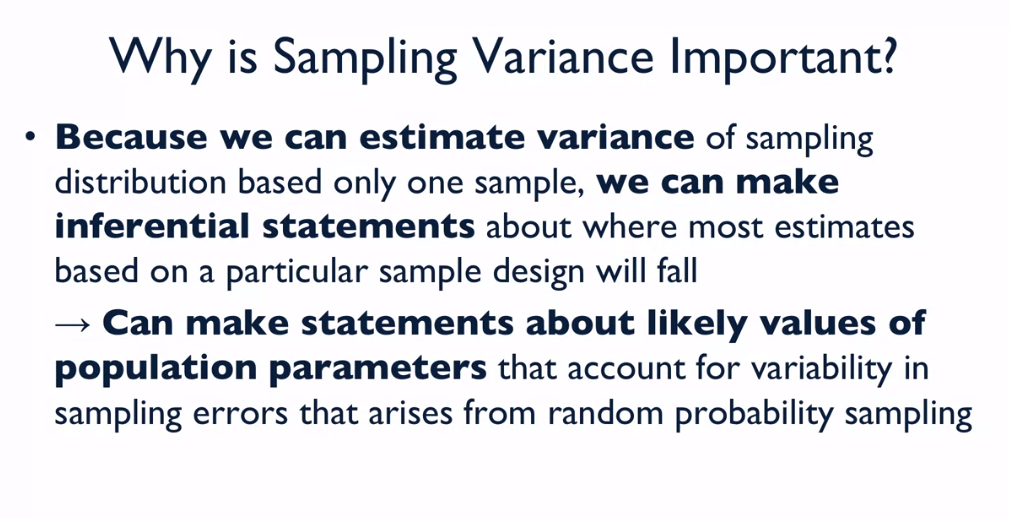 Why is Sampling Variance Important?
• Because we can estimate variance of sampling
distribution based only one sample, we can make
inferential statements about where most estimates
based on a particular sample design will fall
→ Can make statements about likely values of
population parameters that account for variability in
sampling errors that arises from random probability sampling